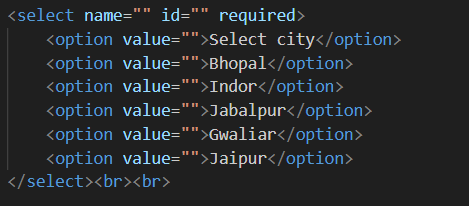 <select name="" id="" required>
    <option value="">Select city</option>
    <option value="">Bhopal</option>
    <option value="">Indor</option>
    <option value="">Jabalpur</option>
    <option value="">Gwaliar</option>
    <option value="">Jaipur</option>
</select><br><br>